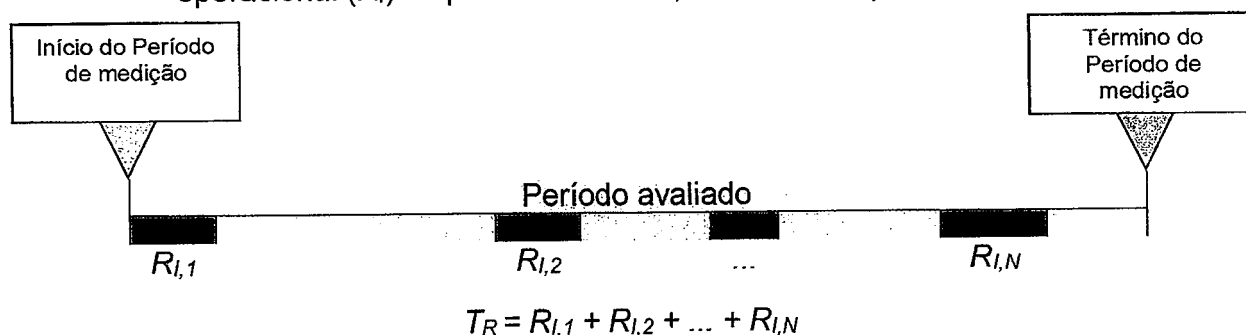 operacional
Início do Período
de medição
Término do
Período de
medição
Período avaliado
R_{I,1} R_{I,2} ... R_{I,N}
T_R = R_{I,1} + R_{I,2} + ... + R_{I,N}